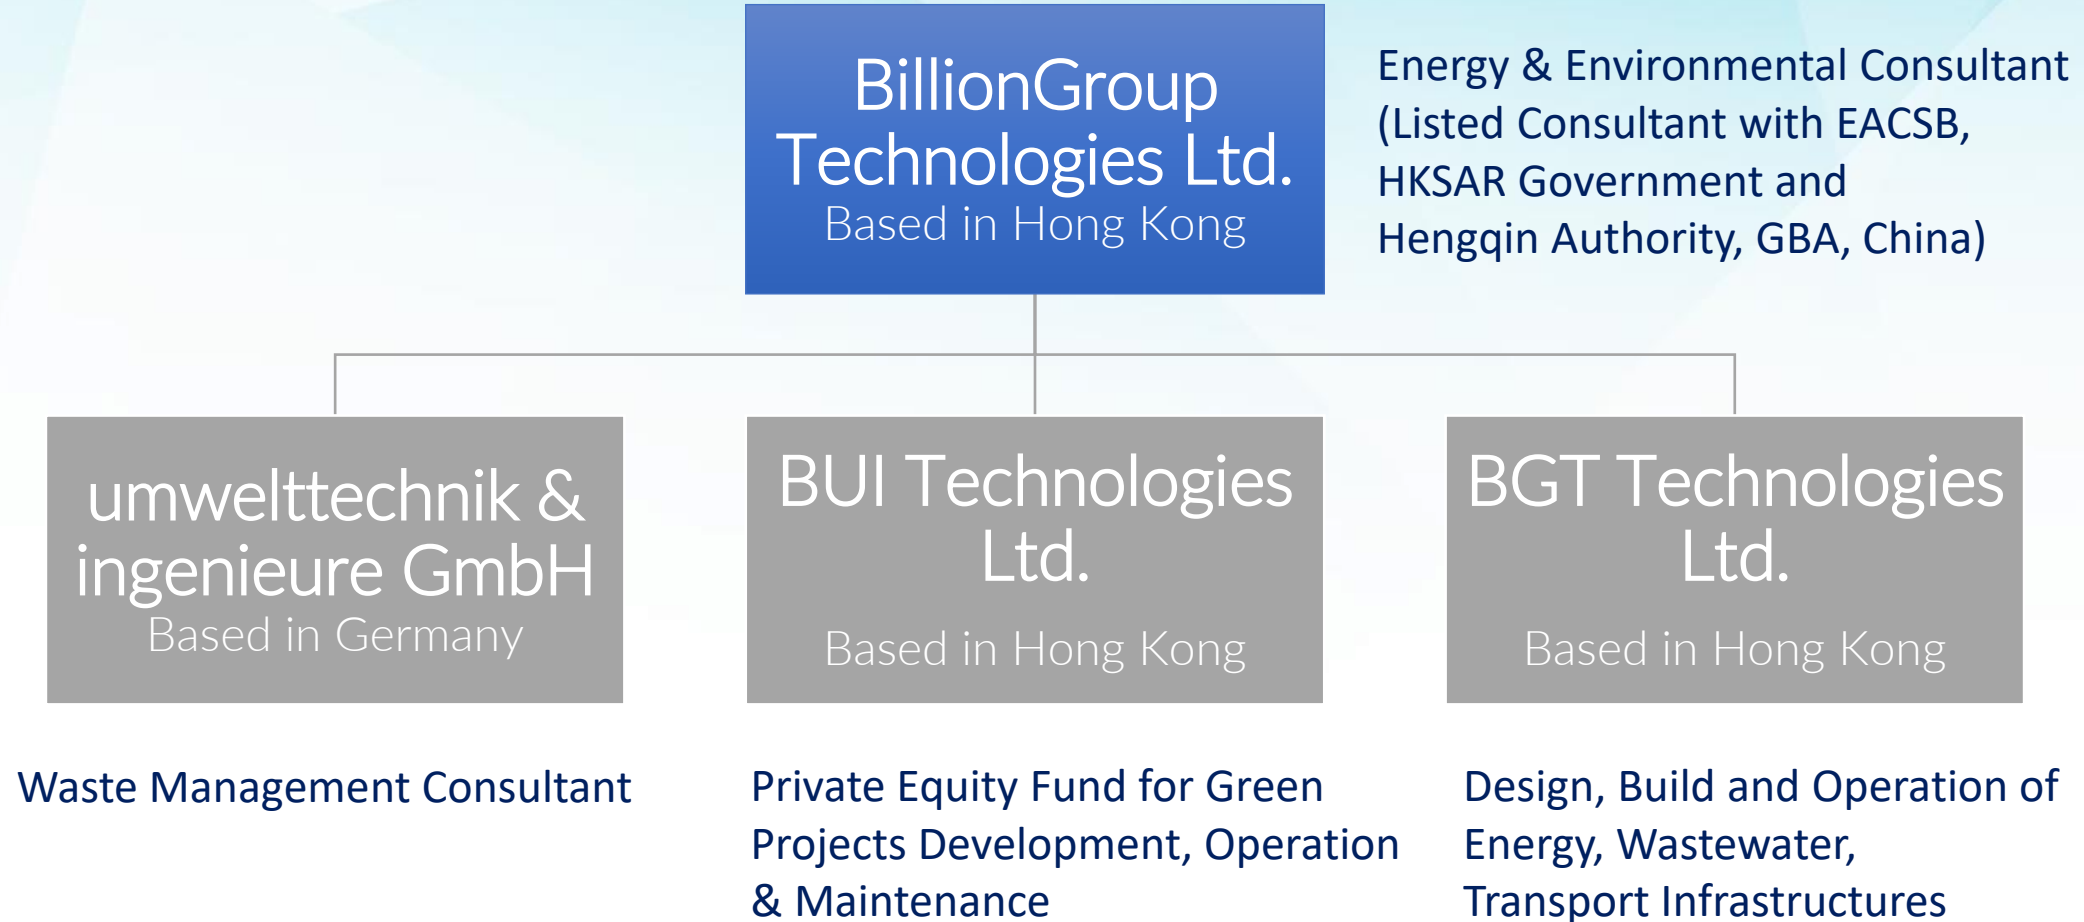 BillionGroup
Technologies Ltd.
Based in Hong Kong
Energy & Environmental Consultant
(Listed Consultant with EACSB,
HKSAR Government and
Hengqin Authority, GBA, China)
umwelttechnik &
ingenieure GmbH
Based in Germany
BUI Technologies
Ltd.
Based in Hong Kong
BGT Technologies
Ltd.
Based in Hong Kong
Waste Management Consultant
Private Equity Fund for Green
Projects Development, Operation
& Maintenance
Design, Build and Operation of
Energy, Wastewater,
Transport Infrastructures